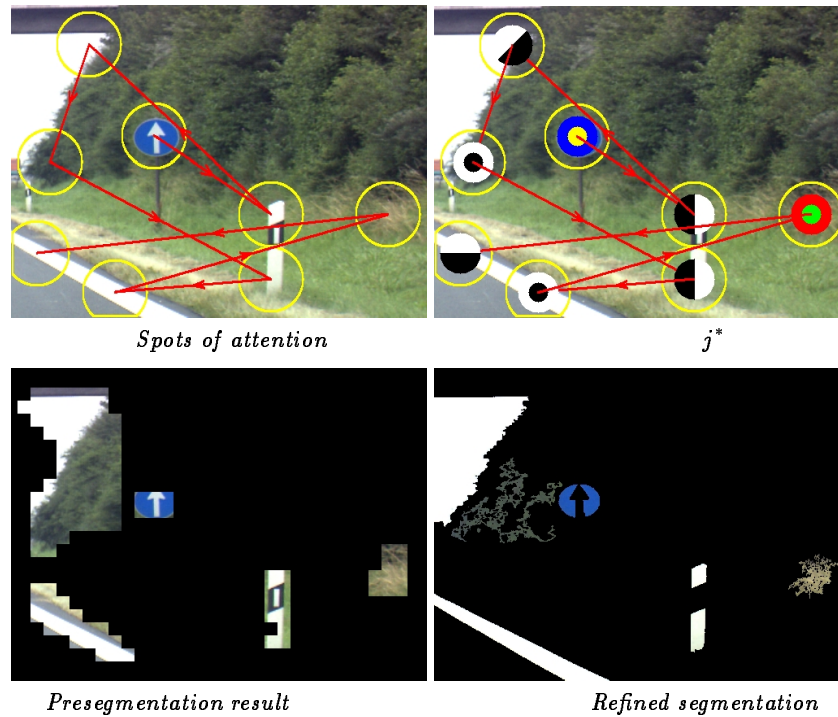 Spots of attention
j*
Presegmentation result
Refined segmentation